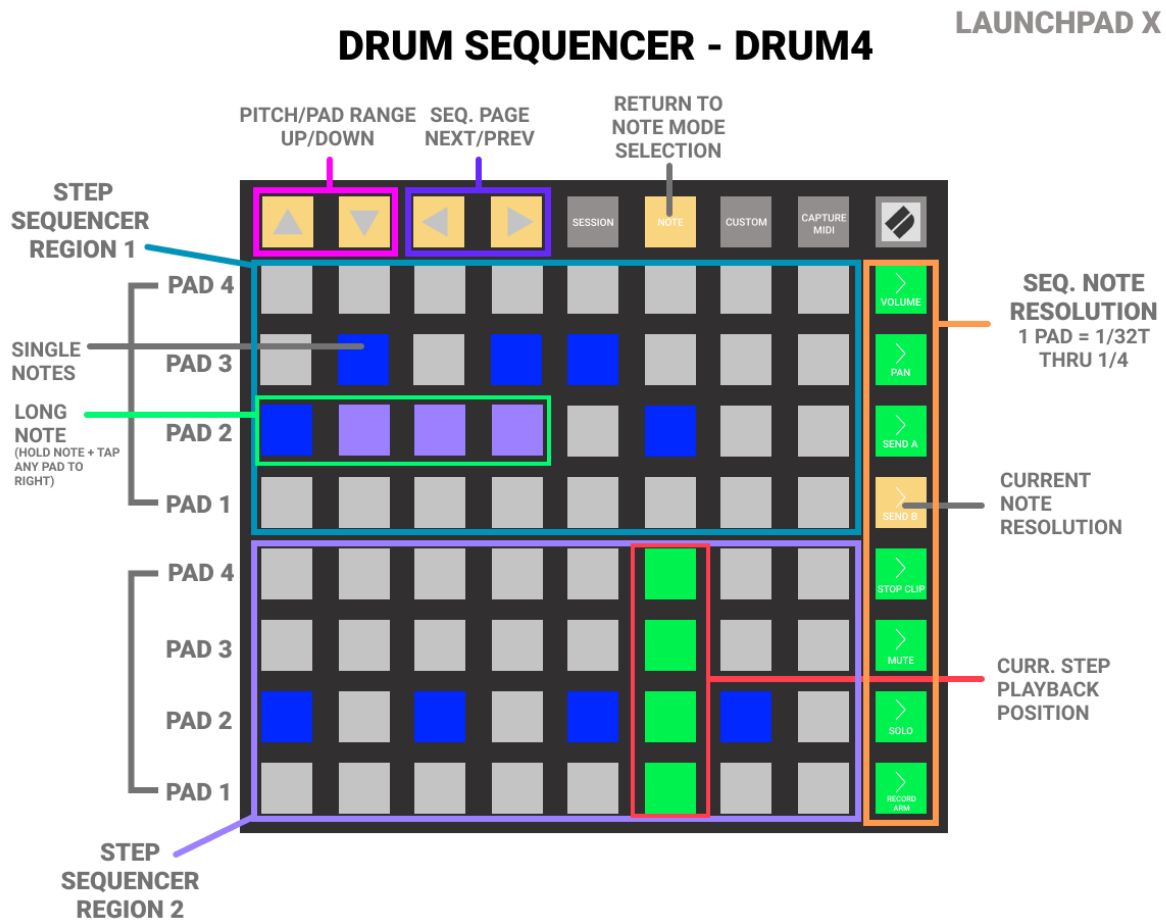 LAUNCHPAD X
DRUM SEQUENCER - DRUM4
PITCH/PAD RANGE
UP/DOWN
SEQ. PAGE
NEXT/PREV
RETURN TO
NOTE MODE
SELECTION
STEP
SEQUENCER
REGION 1
SESSION
NOTE
CUSTOM
CAPTURE
MIDI
PAD 4
PAD 3
PAD 2
PAD 1
SINGLE
NOTES
LONG
NOTE
(HOLD NOTE + TAP
ANY PAD TO
RIGHT)
VOLUME
PAN
SEND A
SEND B
STOP CLIP
MUTE
SOLO
RECORD
ARM
SEQ. NOTE
RESOLUTION
1 PAD = 1/32T
THRU 1/4
CURRENT
NOTE
RESOLUTION
PAD 4
PAD 3
PAD 2
PAD 1
CURR. STEP
PLAYBACK
POSITION
STEP
SEQUENCER
REGION 2